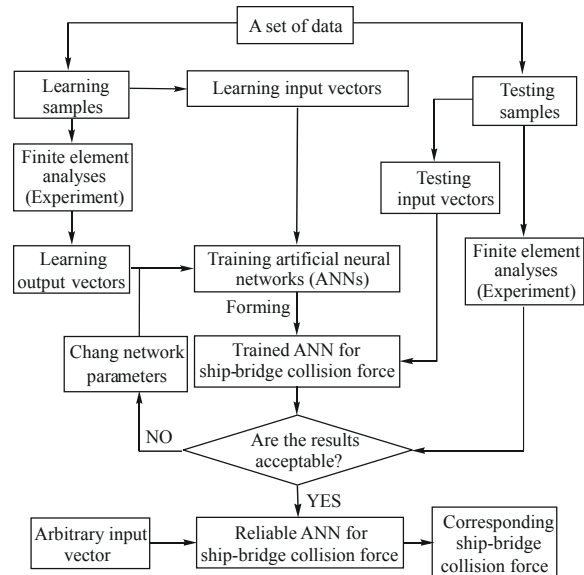 A set of data
Learning
samples
Learning input vectors
Testing
samples
Finite element
analyses
(Experiment)
Testing
input vectors
Learning
output vectors
Training artificial neural
networks (ANNs)
Finite element
analyses
(Experiment)
Forming
Chang network
parameters
Trained ANN for
ship-bridge collision force
NO
Are the results
acceptable?
YES
Arbitrary input
vector
Reliable ANN for
ship-bridge collision force
Corresponding
ship-bridge
collision force